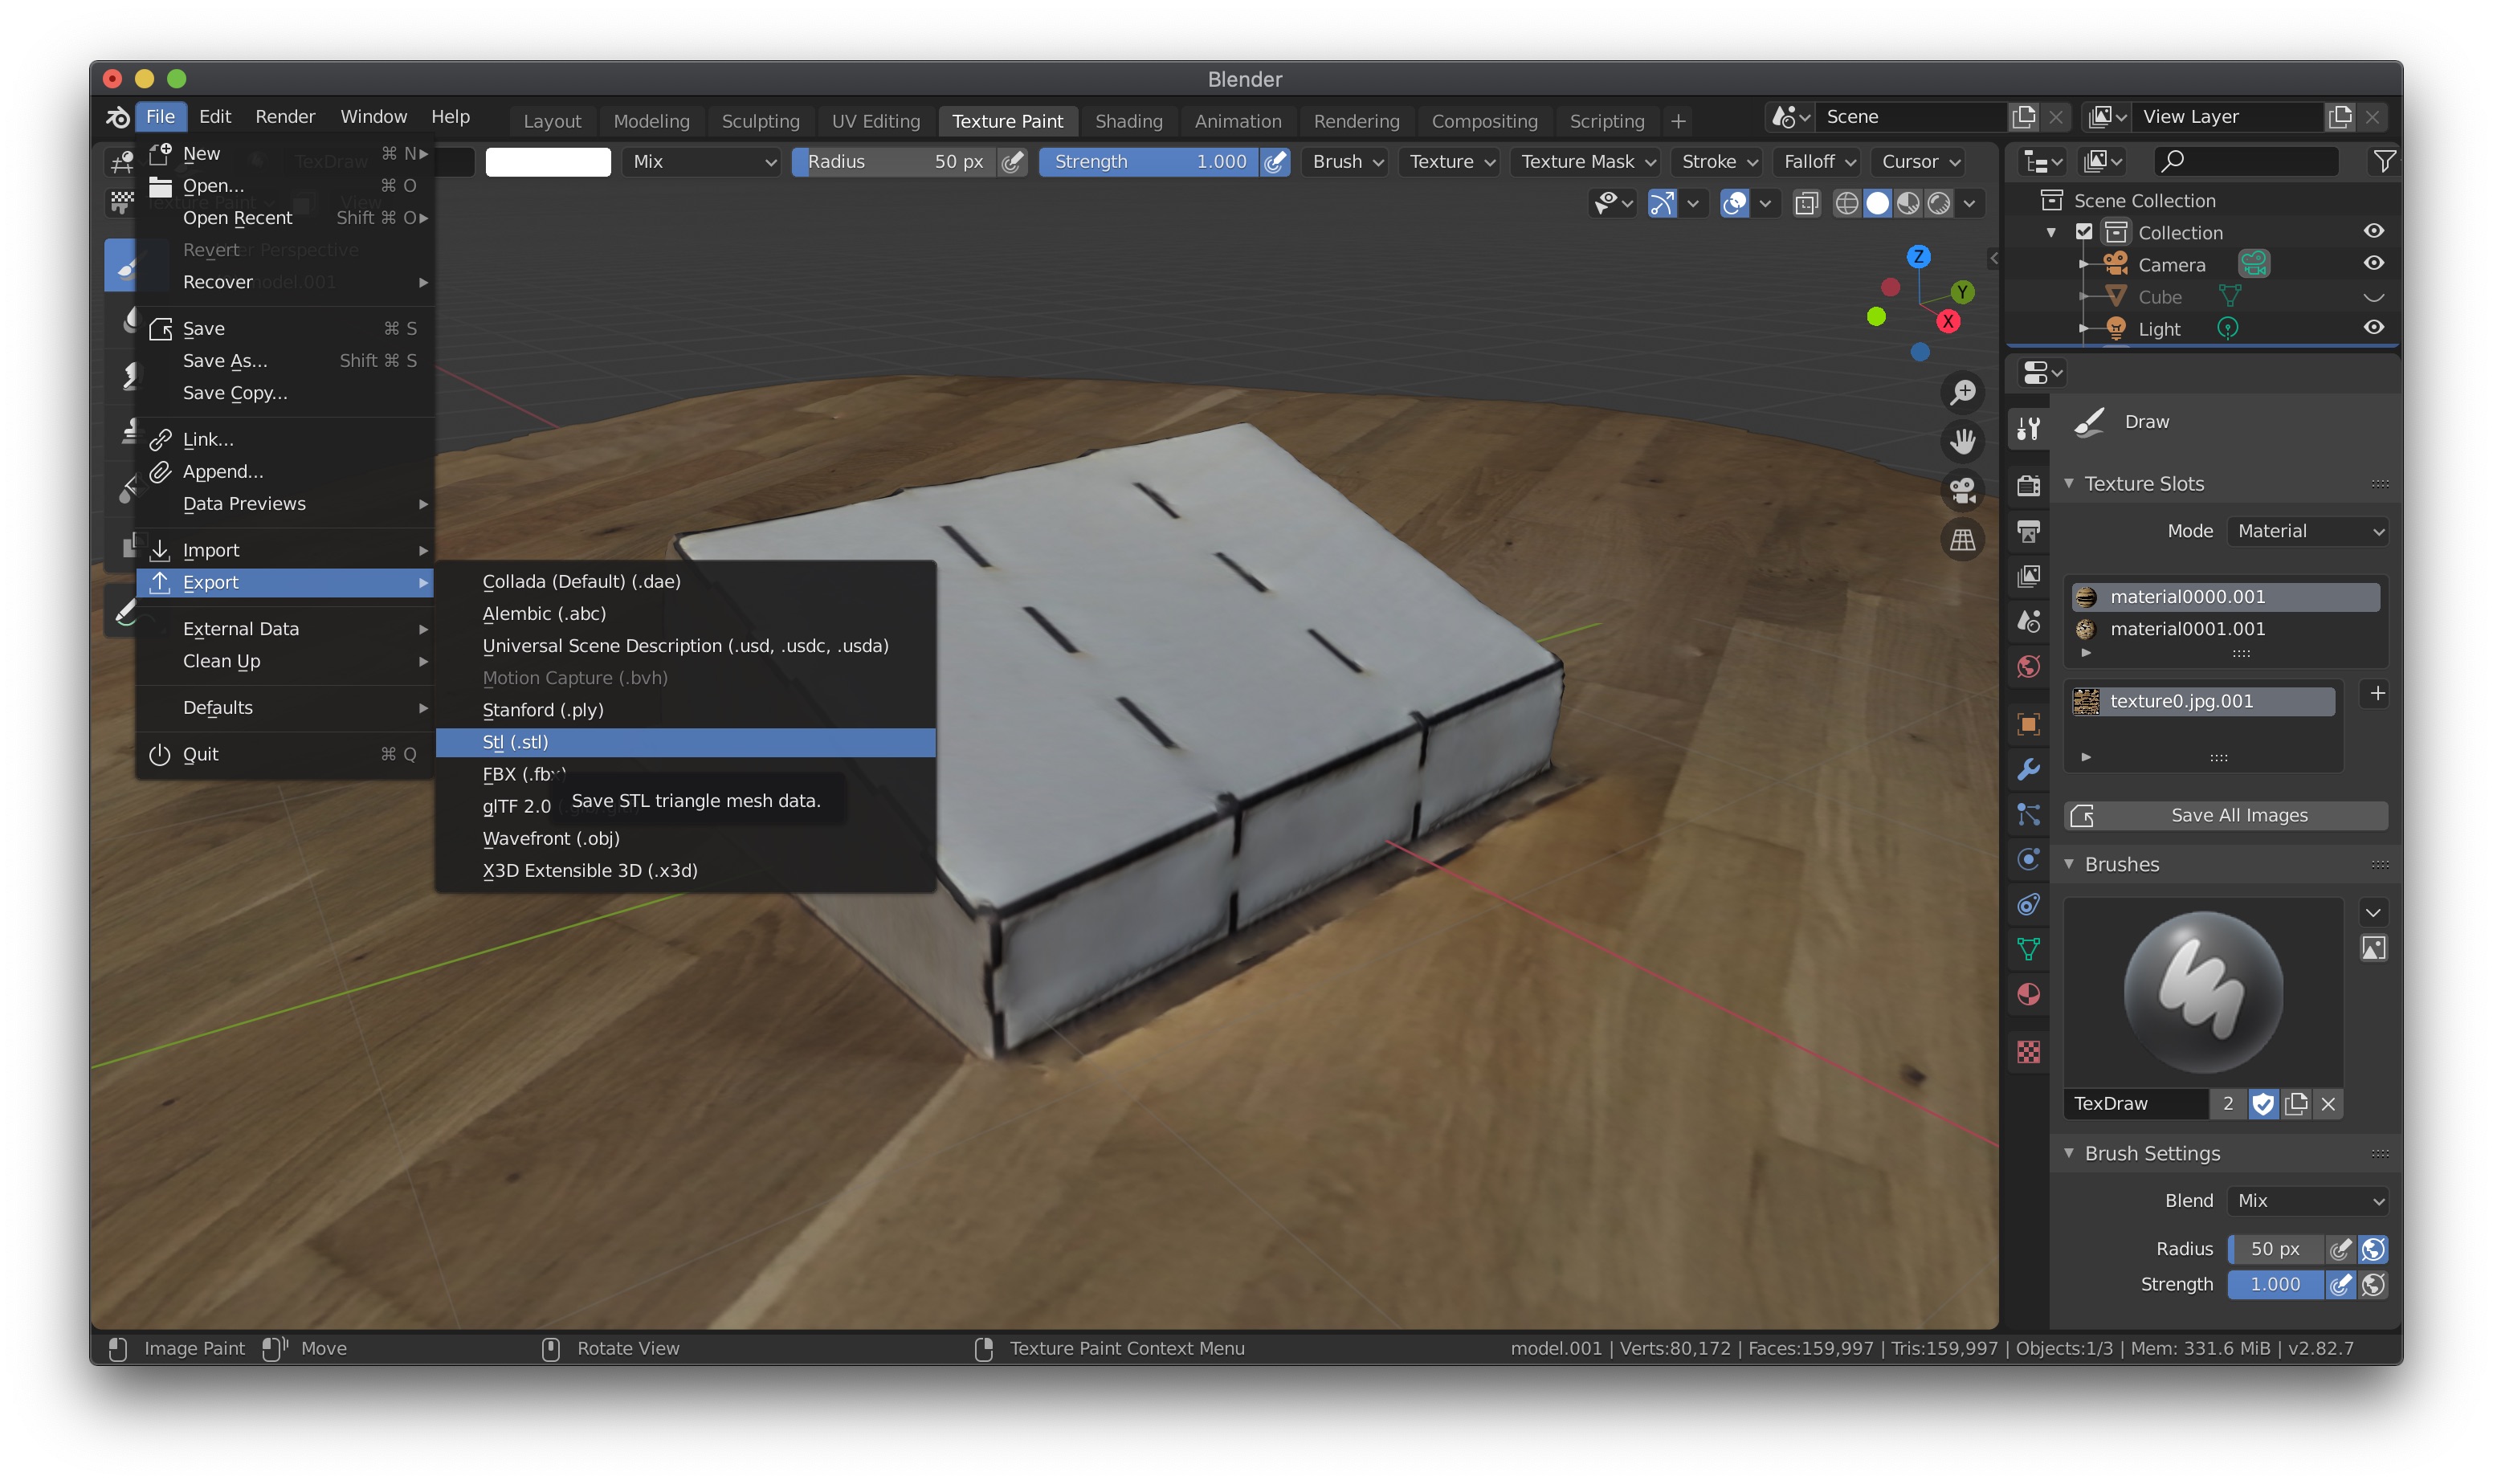 Blender
File Edit Render Window Help
Layout Modeling Sculpting UV Editing Texture Paint Shading Animation Rendering Compositing Scripting +
Scene
View Layer
TexDraw Mix Radius 50 px Strength 1.000 Brush Texture Texture Mask Stroke Falloff Cursor
New ⌘ N
Open... ⌘ O
Open Recent Shift ⌘ O
Revert
Recover
Save ⌘ S
Save As... Shift ⌘ S
Save Copy...
Link...
Append...
Data Previews
Import
Export
External Data
Clean Up
Defaults
Quit ⌘ Q
Texture Paint View
Perspective
model.001
Collada (Default) (.dae)
Alembic (.abc)
Universal Scene Description (.usd, .usdc, .usda)
Motion Capture (.bvh)
Stanford (.ply)
Stl (.stl)
FBX (.fbx)
glTF 2.0
Wavefront (.obj)
X3D Extensible 3D (.x3d)
Save STL triangle mesh data.
Z
Y
X
Scene Collection
Collection
Camera
Cube
Light
Draw
Texture Slots
Mode Material
material0000.001
material0001.001
texture0.jpg.001
+
Save All Images
Brushes
TexDraw 2
Brush Settings
Blend Mix
Radius 50 px
Strength 1.000
Image Paint Move Rotate View Texture Paint Context Menu model.001 | Verts:80,172 | Faces:159,997 | Tris:159,997 | Objects:1/3 | Mem: 331.6 MiB | v2.82.7